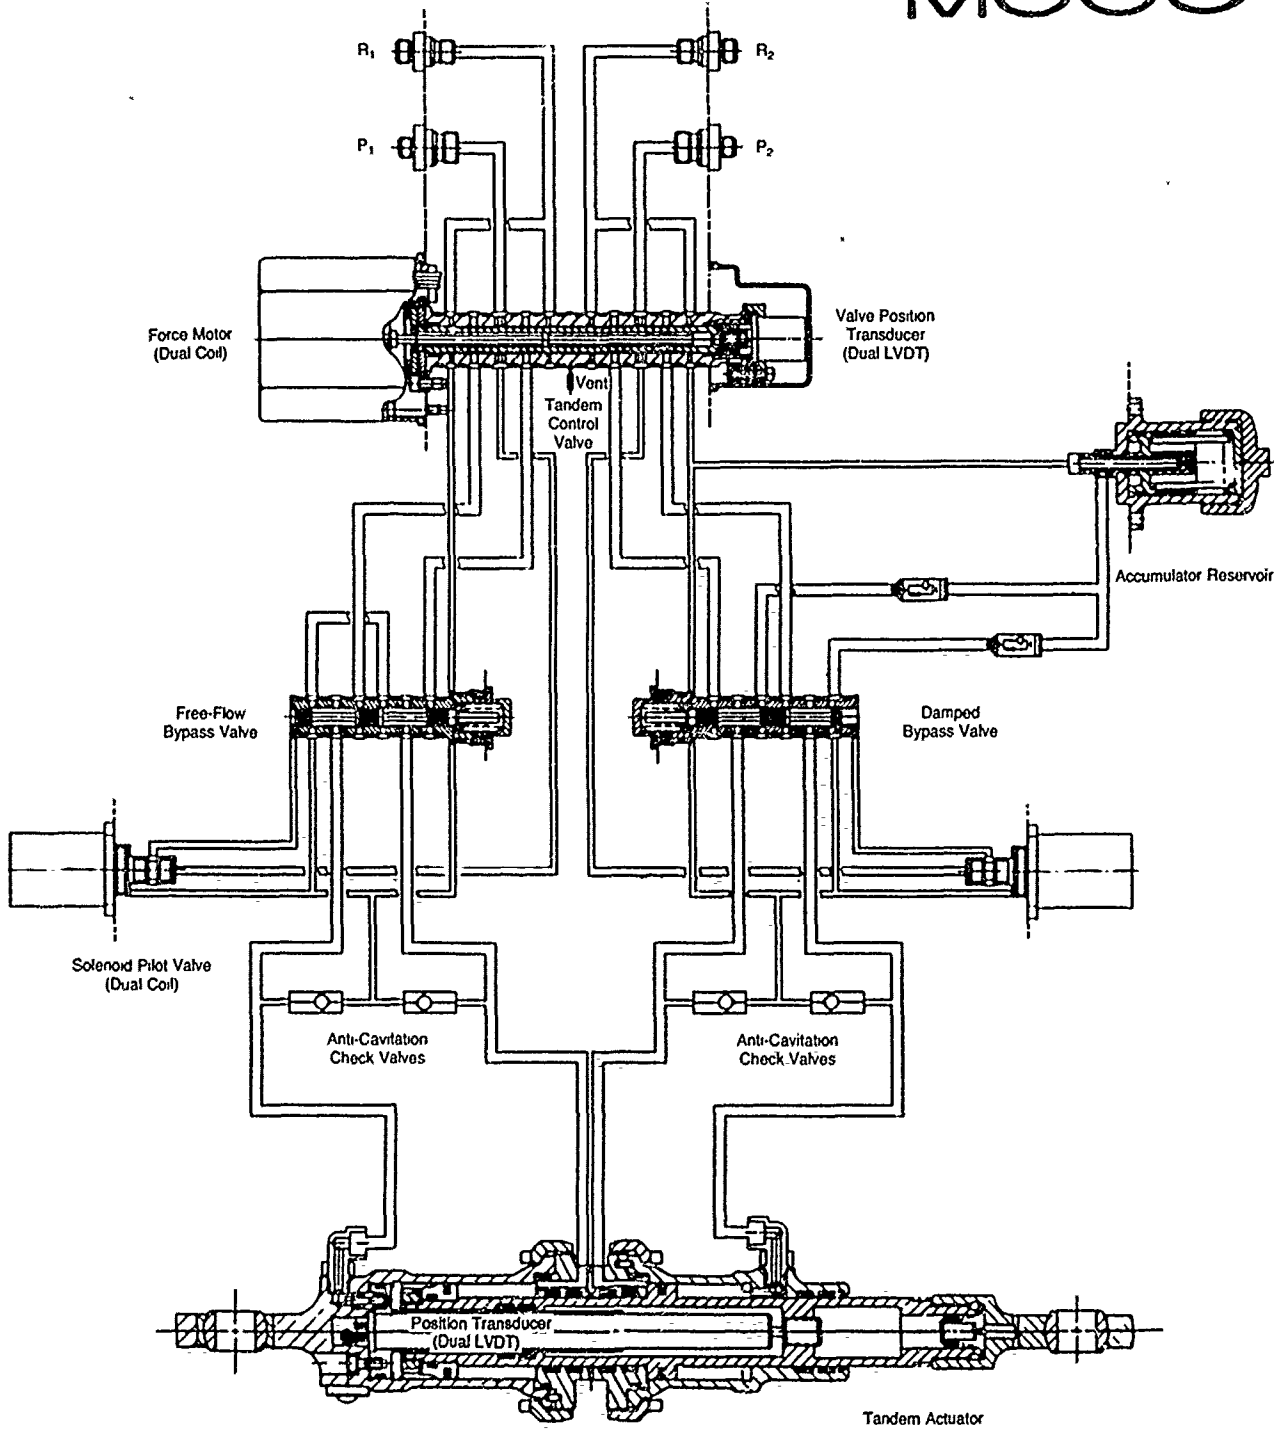 R₁
R₂
P₁
P₂
Force Motor
(Dual Coil)
Valve Position
Transducer
(Dual LVDT)
Vent
Tandem
Control
Valve
Accumulator Reservoir
Free-Flow
Bypass Valve
Damped
Bypass Valve
Solenoid Pilot Valve
(Dual Coil)
Anti-Cavitation
Check Valves
Anti-Cavitation
Check Valves
Position Transducer
(Dual LVDT)
Tandem Actuator